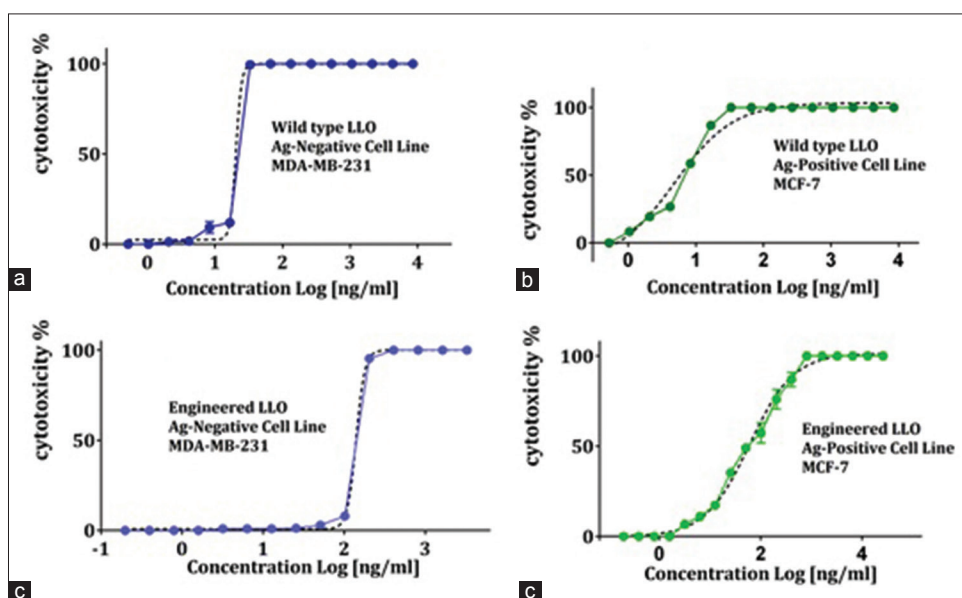 a
cytotoxicity %
100
50
0
Wild type LLO
Ag-Negative Cell Line
MDA-MB-231
0 1 2 3 4
Concentration Log [ng/ml]
b
cytotoxicity %
100
50
0
Wild type LLO
Ag-Positive Cell Line
MCF-7
0 1 2 3 4
Concentration Log [ng/ml]
c
cytotoxicity %
100
50
0
Engineered LLO
Ag-Negative Cell Line
MDA-MB-231
-1 0 1 2 3
Concentration Log [ng/ml]
c
cytotoxicity %
100
50
0
Engineered LLO
Ag-Positive Cell Line
MCF-7
0 2 4
Concentration Log [ng/ml]